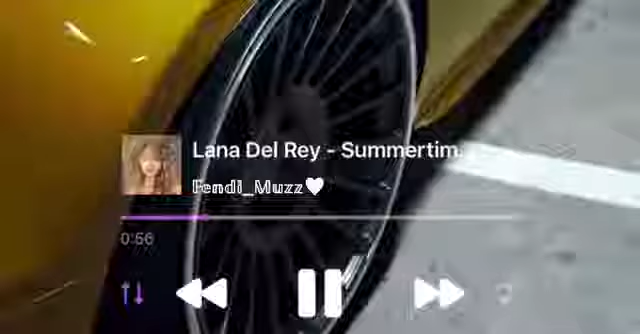 Lana Del Rey - Summertim.
Fendi_Muzz🤍
0:56